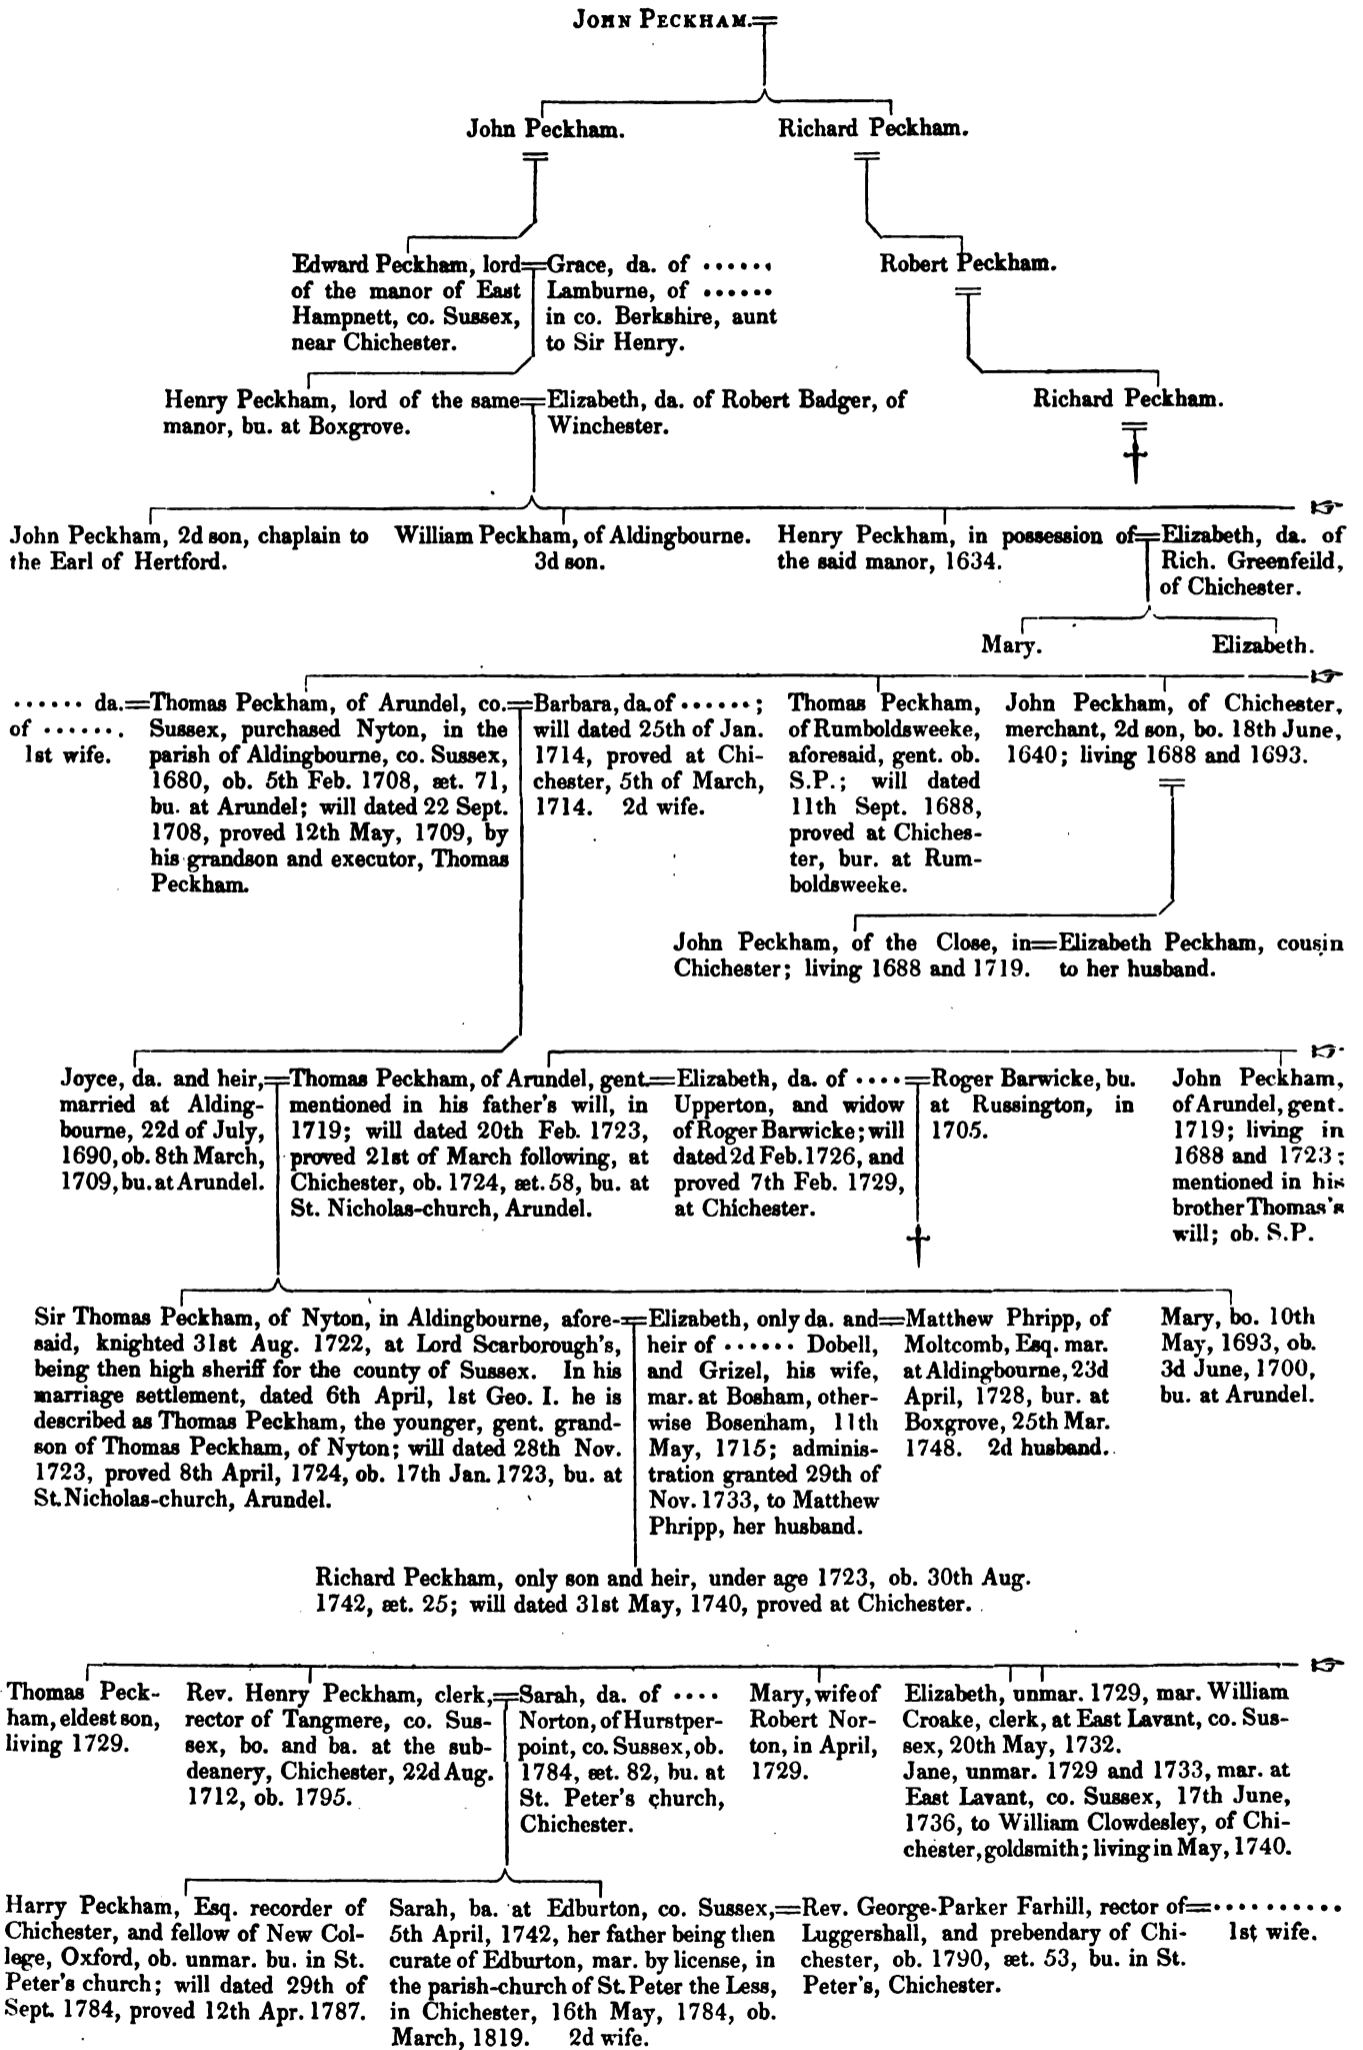 JOHN PECKHAM.
John Peckham.
Richard Peckham.
Edward Peckham, lord
of the manor of East
Hampnett, co. Sussex,
near Chichester.
Grace, da. of ······
Lamburne, of ······
in co. Berkshire, aunt
to Sir Henry.
Robert Peckham.
Henry Peckham, lord of the same
manor, bu. at Boxgrove.
Elizabeth, da. of Robert Badger, of
Winchester.
Richard Peckham.
John Peckham, 2d son, chaplain to
the Earl of Hertford.
William Peckham, of Aldingbourne.
3d son.
Henry Peckham, in possession of
the said manor, 1634.
Elizabeth, da. of
Rich. Greenfeild,
of Chichester.
Mary.
Elizabeth.
······ da.
of ·······
1st wife.
Thomas Peckham, of Arundel, co.
Sussex, purchased Nyton, in the
parish of Aldingbourne, co. Sussex,
1680, ob. 5th Feb. 1708, æt. 71,
bu. at Arundel; will dated 22 Sept.
1708, proved 12th May, 1709, by
his grandson and executor, Thomas
Peckham.
Barbara, da. of ······;
will dated 25th of Jan.
1714, proved at Chi-
chester, 5th of March,
1714. 2d wife.
Thomas Peckham,
of Rumboldsweeke,
aforesaid, gent. ob.
S.P.; will dated
11th Sept. 1688,
proved at Chiches-
ter, bur. at Rum-
boldsweeke.
John Peckham, of Chichester,
merchant, 2d son, bo. 18th June,
1640; living 1688 and 1693.
John Peckham, of the Close, in
Chichester; living 1688 and 1719.
Elizabeth Peckham, cousin
to her husband.
Joyce, da. and heir,
married at Alding-
bourne, 22d of July,
1690, ob. 8th March,
1709, bu. at Arundel.
Thomas Peckham, of Arundel, gent.
mentioned in his father's will, in
1719; will dated 20th Feb. 1723,
proved 21st of March following, at
Chichester, ob. 1724, æt. 58, bu. at
St. Nicholas-church, Arundel.
Elizabeth, da. of ····
Upperton, and widow
of Roger Barwicke; will
dated 2d Feb. 1726, and
proved 7th Feb. 1729,
at Chichester.
Roger Barwicke, bu.
at Russington, in
1705.
John Peckham,
of Arundel, gent.
1719; living in
1688 and 1723;
mentioned in his
brother Thomas's
will; ob. S.P.
Sir Thomas Peckham, of Nyton, in Aldingbourne, afore-
said, knighted 31st Aug. 1722, at Lord Scarborough's,
being then high sheriff for the county of Sussex. In his
marriage settlement, dated 6th April, 1st Geo. I. he is
described as Thomas Peckham, the younger, gent. grand-
son of Thomas Peckham, of Nyton; will dated 28th Nov.
1723, proved 8th April, 1724, ob. 17th Jan. 1723, bu. at
St. Nicholas-church, Arundel.
Elizabeth, only da. and
heir of ······ Dobell,
and Grizel, his wife,
mar. at Bosham, other-
wise Bosenham, 11th
May, 1715; adminis-
tration granted 29th of
Nov. 1733, to Matthew
Phripp, her husband.
Matthew Phripp, of
Moltcomb, Esq. mar.
at Aldingbourne, 23d
April, 1728, bur. at
Boxgrove, 25th Mar.
1748. 2d husband.
Mary, bo. 10th
May, 1693, ob.
3d June, 1700,
bu. at Arundel.
Richard Peckham, only son and heir, under age 1723, ob. 30th Aug.
1742, æt. 25; will dated 31st May, 1740, proved at Chichester.
Thomas Peck-
ham, eldest son,
living 1729.
Rev. Henry Peckham, clerk,
rector of Tangmere, co. Sus-
sex, bo. and ba. at the sub-
deanery, Chichester, 22d Aug.
1712, ob. 1795.
Sarah, da. of ····
Norton, of Hurstper-
point, co. Sussex, ob.
1784, æt. 82, bu. at
St. Peter's church,
Chichester.
Mary, wife of
Robert Nor-
ton, in April,
1729.
Elizabeth, unmar. 1729, mar. William
Croake, clerk, at East Lavant, co. Sus-
sex, 20th May, 1732.
Jane, unmar. 1729 and 1733, mar. at
East Lavant, co. Sussex, 17th June,
1736, to William Clowdesley, of Chi-
chester, goldsmith; living in May, 1740.
Harry Peckham, Esq. recorder of
Chichester, and fellow of New Col-
lege, Oxford, ob. unmar. bu. in St.
Peter's church; will dated 29th of
Sept. 1784, proved 12th Apr. 1787.
Sarah, ba. at Edburton, co. Sussex,
5th April, 1742, her father being then
curate of Edburton, mar. by license, in
the parish-church of St. Peter the Less,
in Chichester, 16th May, 1784, ob.
March, 1819. 2d wife.
Rev. George-Parker Farhill, rector of
Luggershall, and prebendary of Chi-
chester, ob. 1790, æt. 53, bu. in St.
Peter's, Chichester.
··········
1st wife.